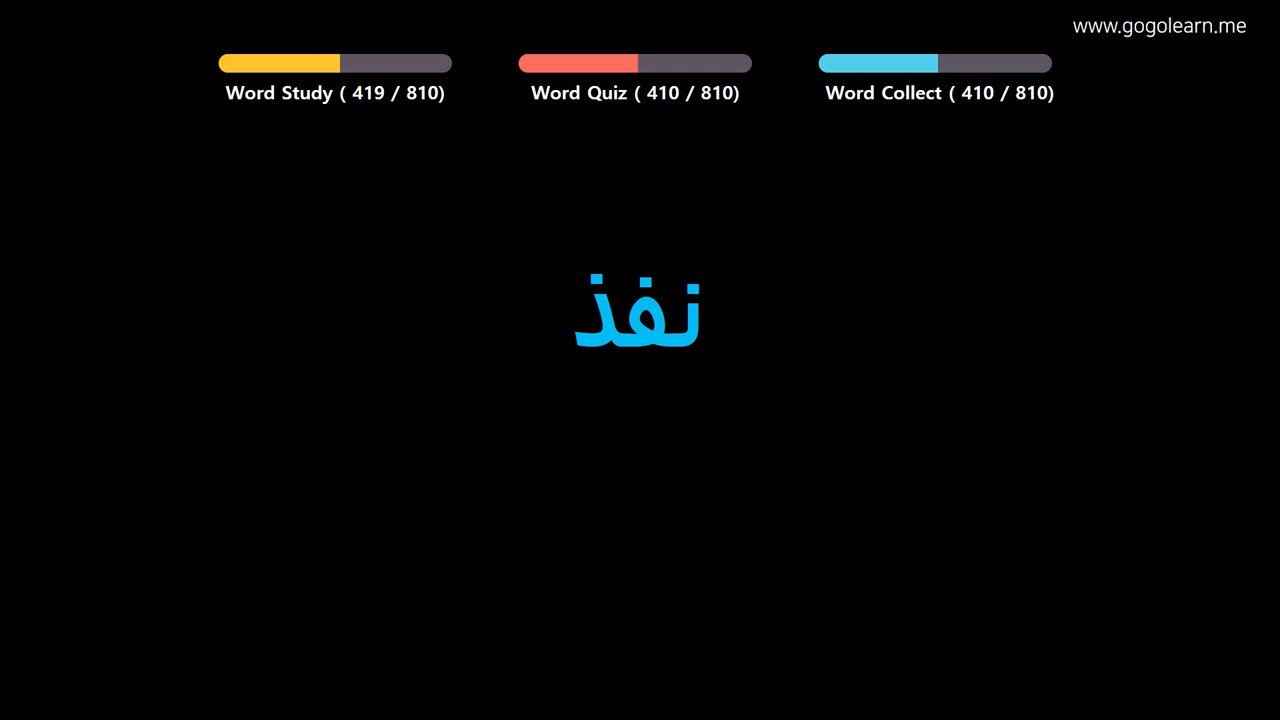 www.gogolearn.me
Word Study ( 419 / 810)
Word Quiz ( 410 / 810)
Word Collect ( 410 / 810)
نفذ